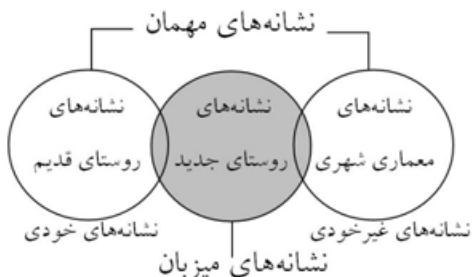 نشانه‌های مهمان
نشانه‌های
معماری شهری
نشانه‌های
روستای جدید
نشانه‌های
روستای قدیم
نشانه‌های غیرخودی
نشانه‌های خودی
نشانه‌های میزبان